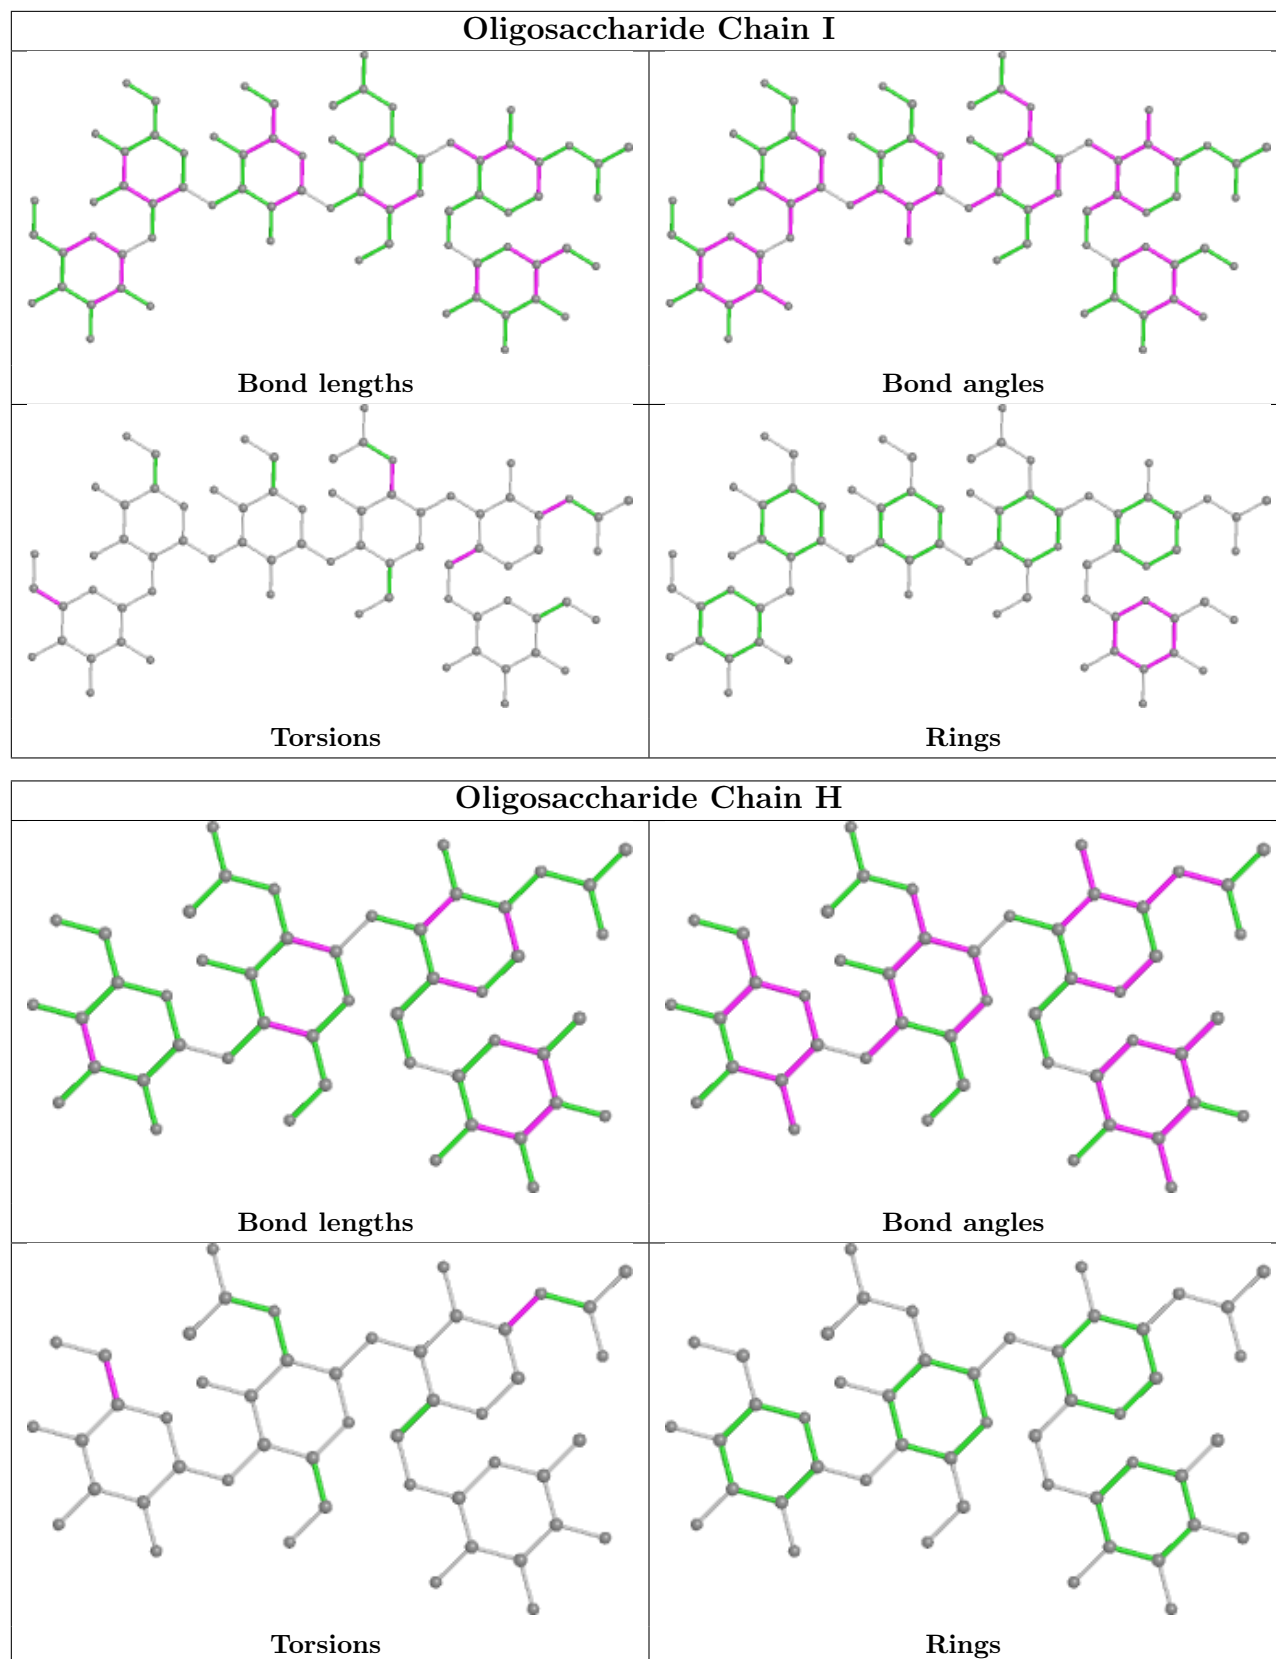 Oligosaccharide Chain I
Bond lengths
Bond angles
Torsions
Rings
Oligosaccharide Chain H
Bond lengths
Bond angles
Torsions
Rings